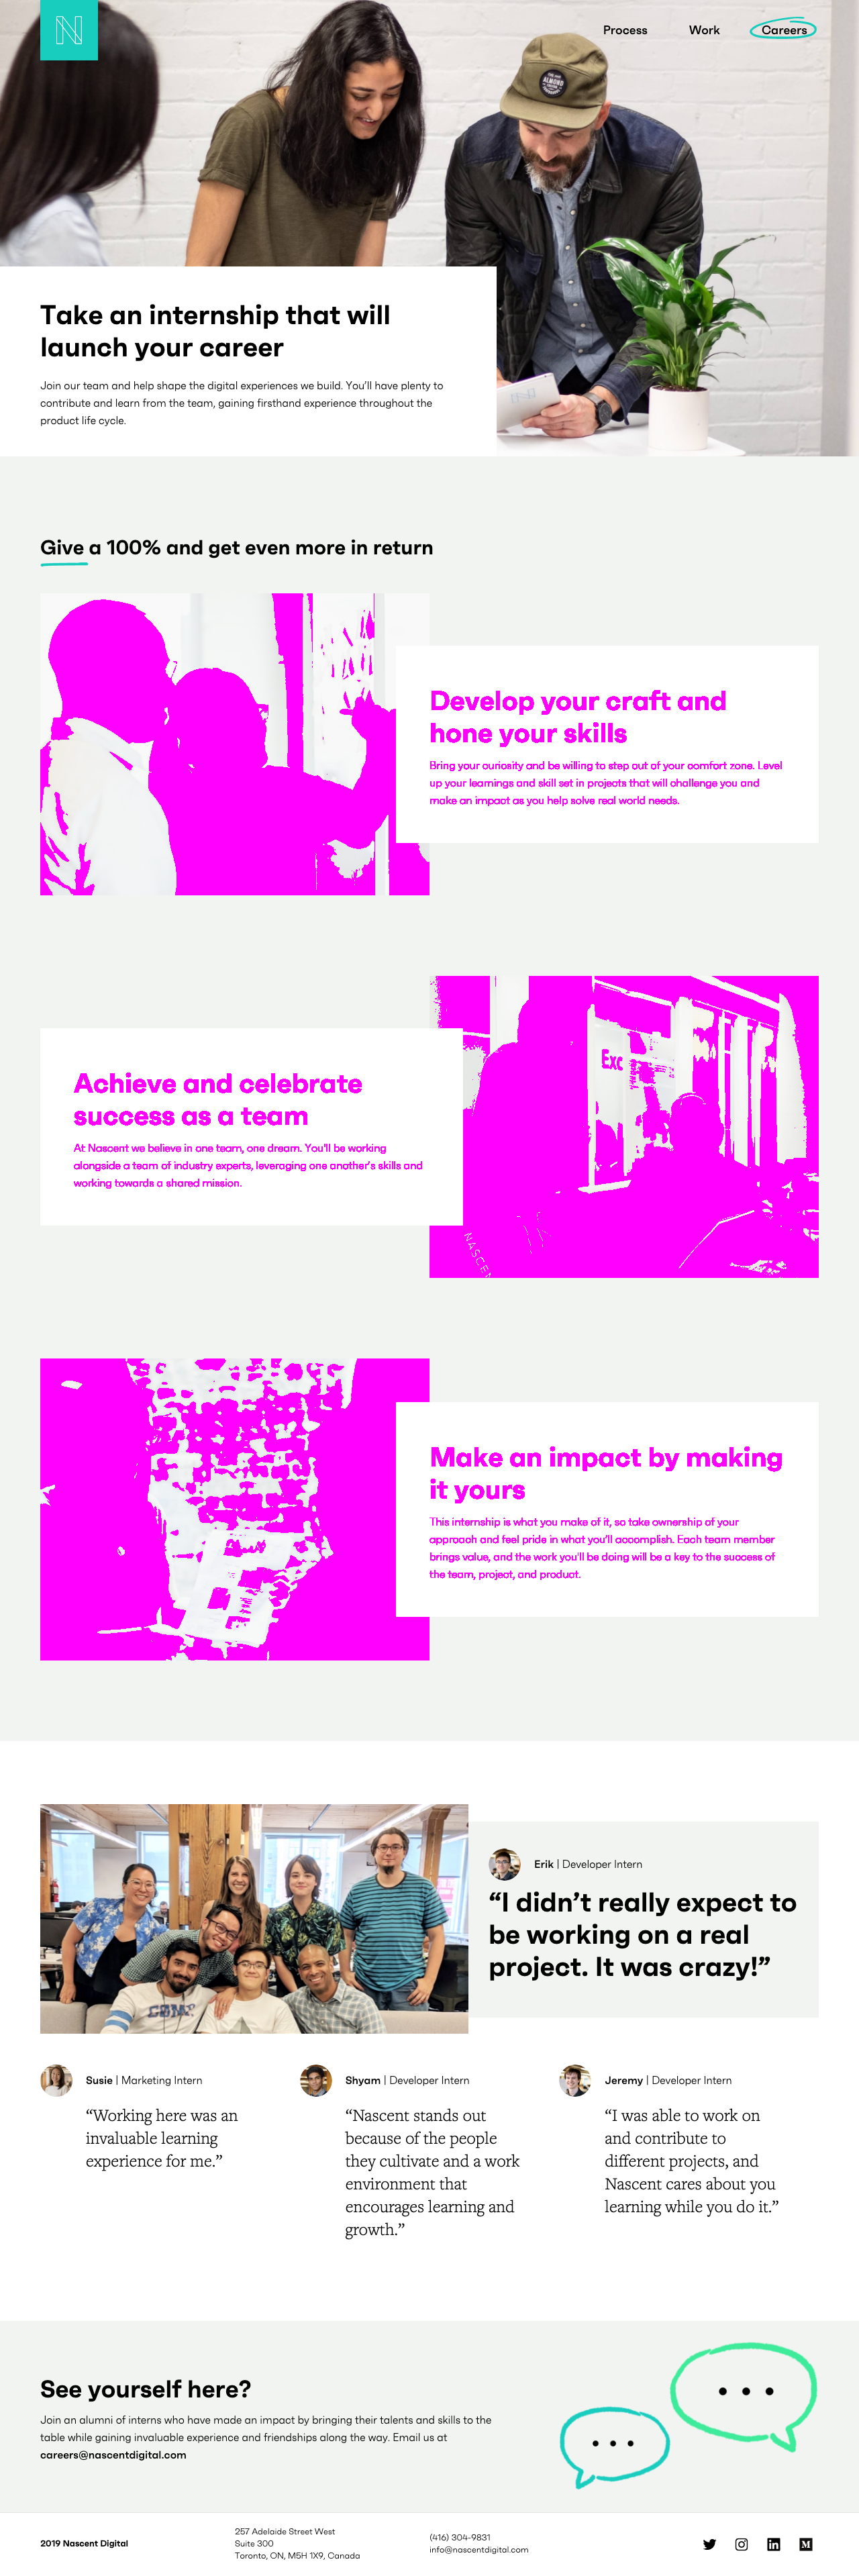 N
Process
Work
Careers
Take an internship that will
launch your career
Join our team and help shape the digital experiences we build. You’ll have plenty to
contribute and learn from the team, gaining firsthand experience throughout the
product life cycle.
Give a 100% and get even more in return
Develop your craft and
hone your skills
Bring your curiosity and be willing to step out of your comfort zone. Level
up your learnings and skill set in projects that will challenge you and
make an impact as you help solve real world needs.
Exc
Achieve and celebrate
success as a team
At Nascent we believe in one team, one dream. You'll be working
alongside a team of industry experts, leveraging one another's skills and
working towards a shared mission.
NASCEN
Make an impact by making
it yours
This internship is what you make of it, so take ownership of your
approach and feel pride in what you’ll accomplish. Each team member
brings value, and the work you'll be doing will be a key to the success of
the team, project, and product.
Erik | Developer Intern
“I didn’t really expect to
be working on a real
project. It was crazy!”
Susie | Marketing Intern
“Working here was an
invaluable learning
experience for me.”
Shyam | Developer Intern
“Nascent stands out
because of the people
they cultivate and a work
environment that
encourages learning and
growth.”
Jeremy | Developer Intern
“I was able to work on
and contribute to
different projects, and
Nascent cares about you
learning while you do it.”
See yourself here?
Join an alumni of interns who have made an impact by bringing their talents and skills to the
table while gaining invaluable experience and friendships along the way. Email us at
careers@nascentdigital.com
2019 Nascent Digital
257 Adelaide Street West
Suite 300
Toronto, ON, M5H 1X9, Canada
(416) 304-9831
info@nascentdigital.com